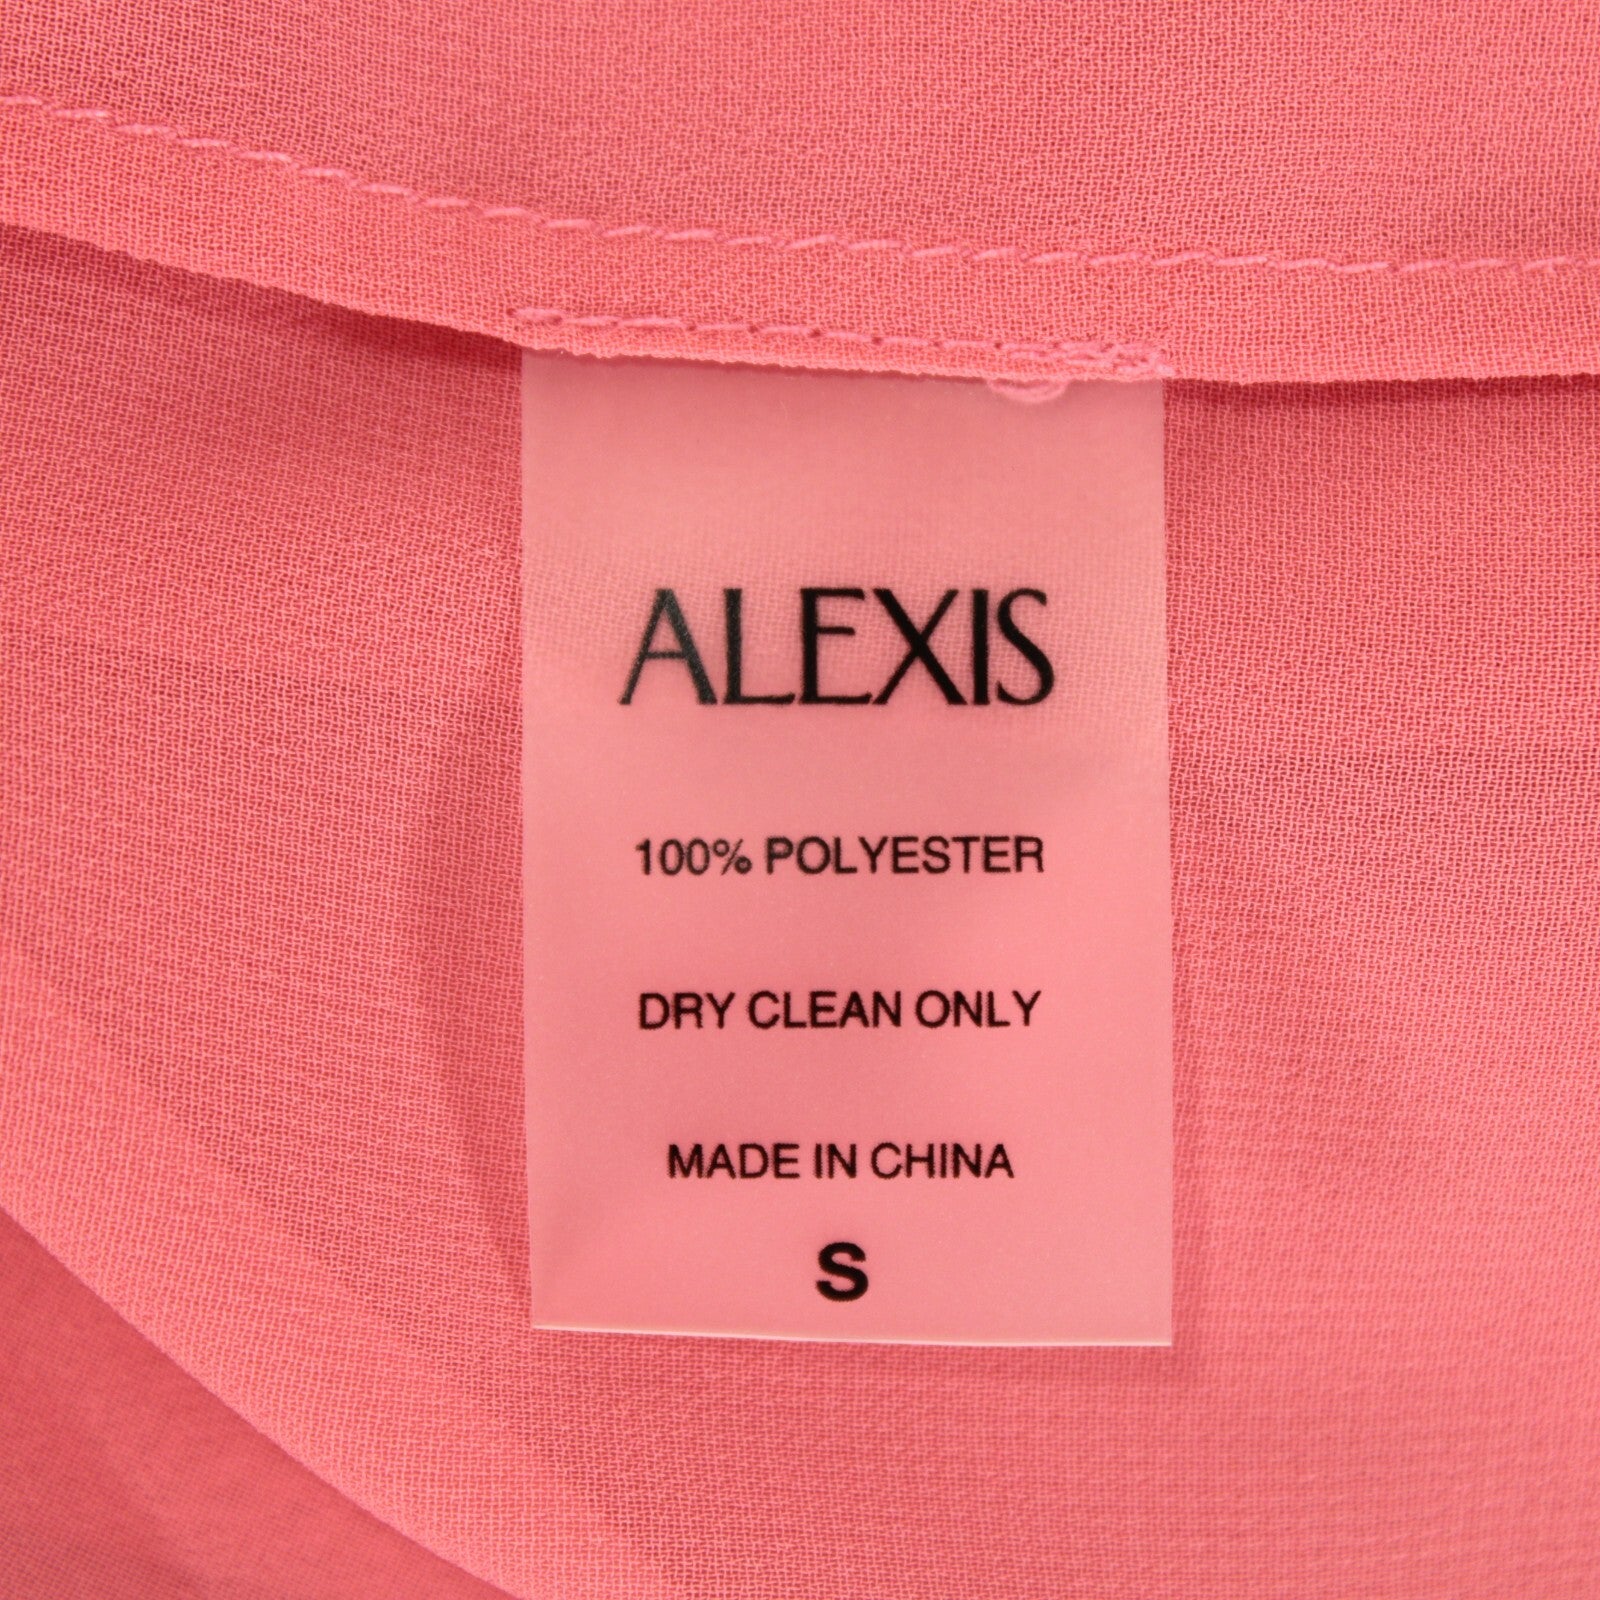 ALEXIS
100% POLYESTER
DRY CLEAN ONLY
MADE IN CHINA
S